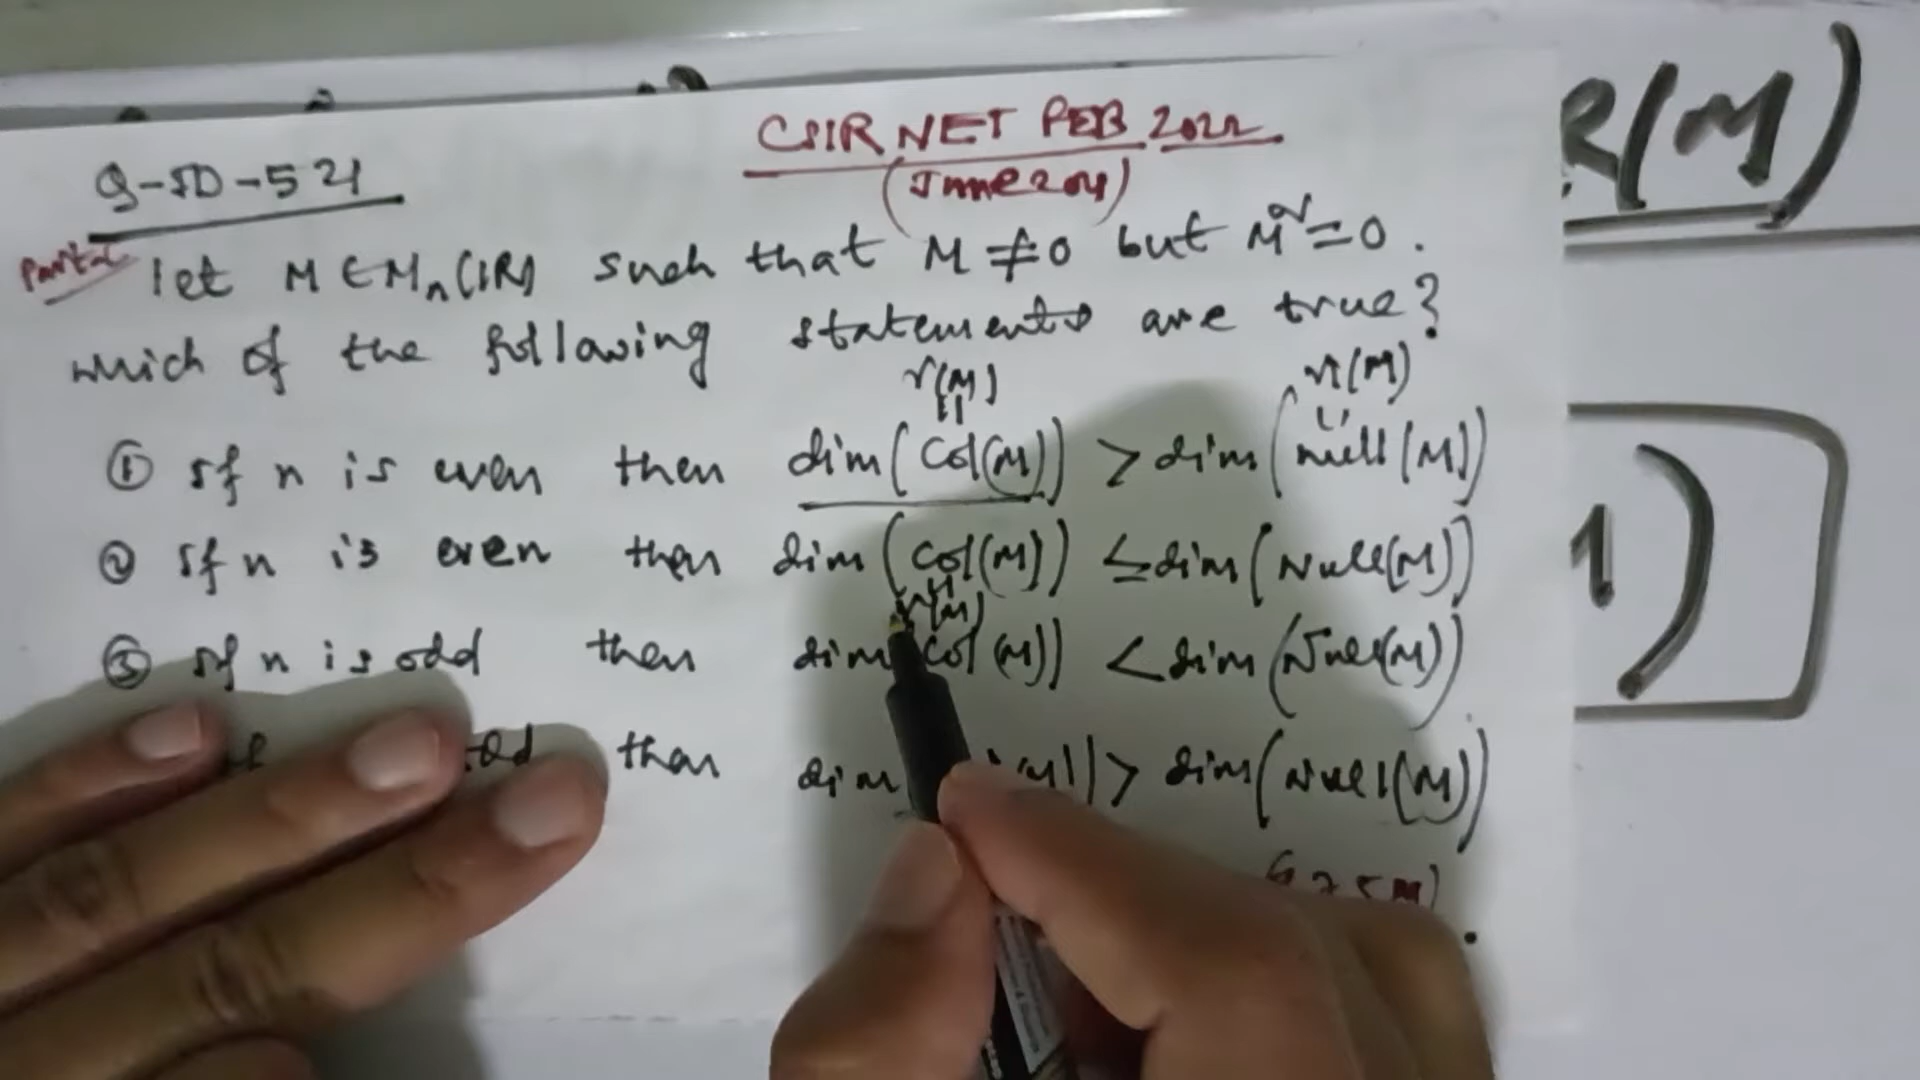 R(M)
CSIR NET FEB 2022
(June 2021)
Q-SD-521
Part-C
let M ∈ Mn(IR) such that M ≠ 0 but M² = 0.
which of the following statements are true?
r(M) n(M)
① If n is even then dim(Col(M)) > dim(null(M))
② If n is even then dim(Col(M)) ≤ dim(Null(M))
r(M)
③ If n is odd then dim Col(M)) < dim(Null(M))
odd then dim (M)) > dim(Null(M))
1)